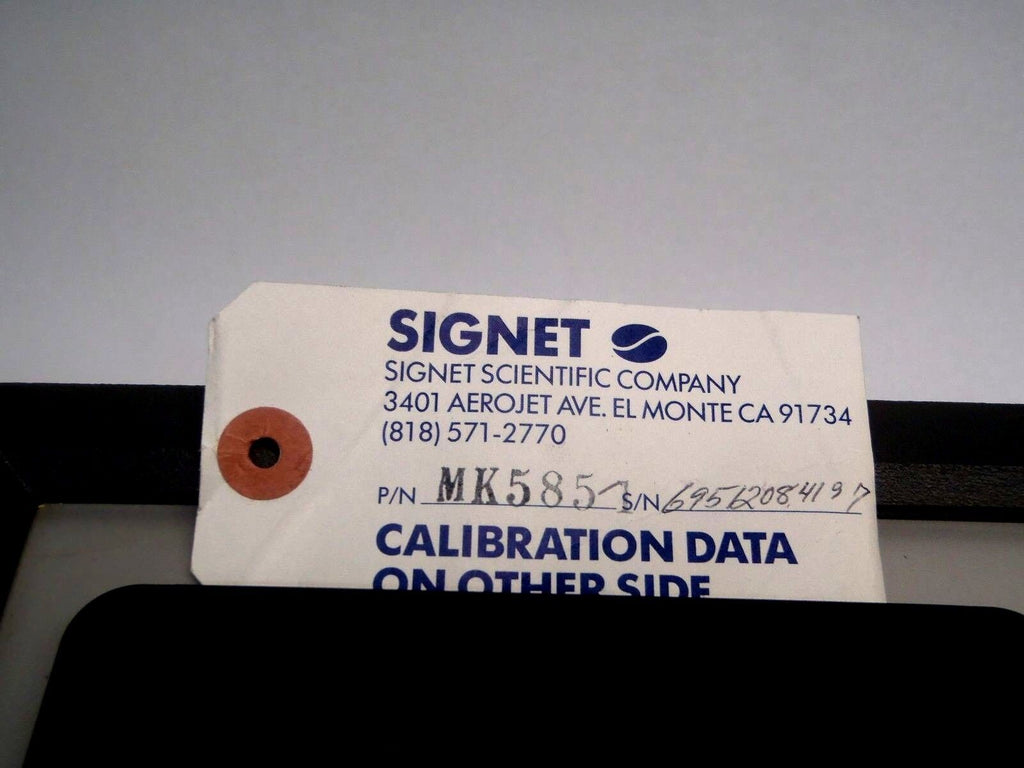 SIGNET
SIGNET SCIENTIFIC COMPANY
3401 AEROJET AVE. EL MONTE CA 91734
(818) 571-2770
P/N MK585 S/N
CALIBRATION DATA
ON OTHER SIDE